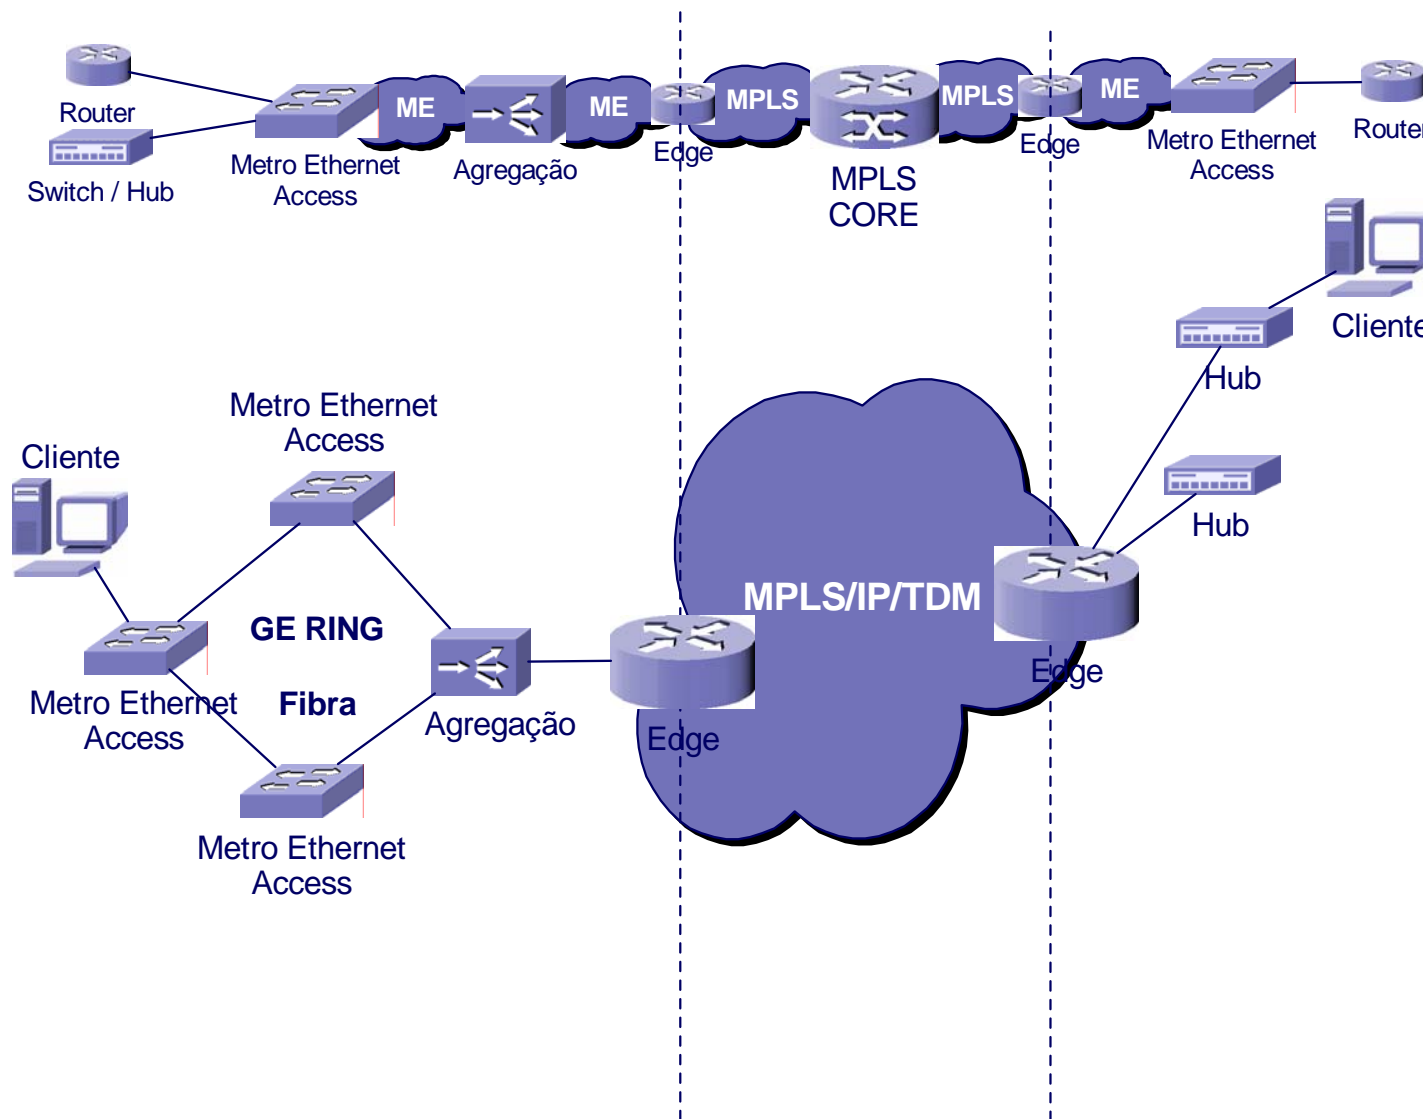 ME
ME
MPLS
MPLS
ME
Router
Switch / Hub
Metro Ethernet
Access
Agregação
Edge
MPLS
CORE
Edge
Metro Ethernet
Access
Router
Cliente
Hub
Hub
Metro Ethernet
Access
Cliente
GE RING
Fibra
Metro Ethernet
Access
Agregação
Edge
MPLS/IP/TDM
Edge
Metro Ethernet
Access